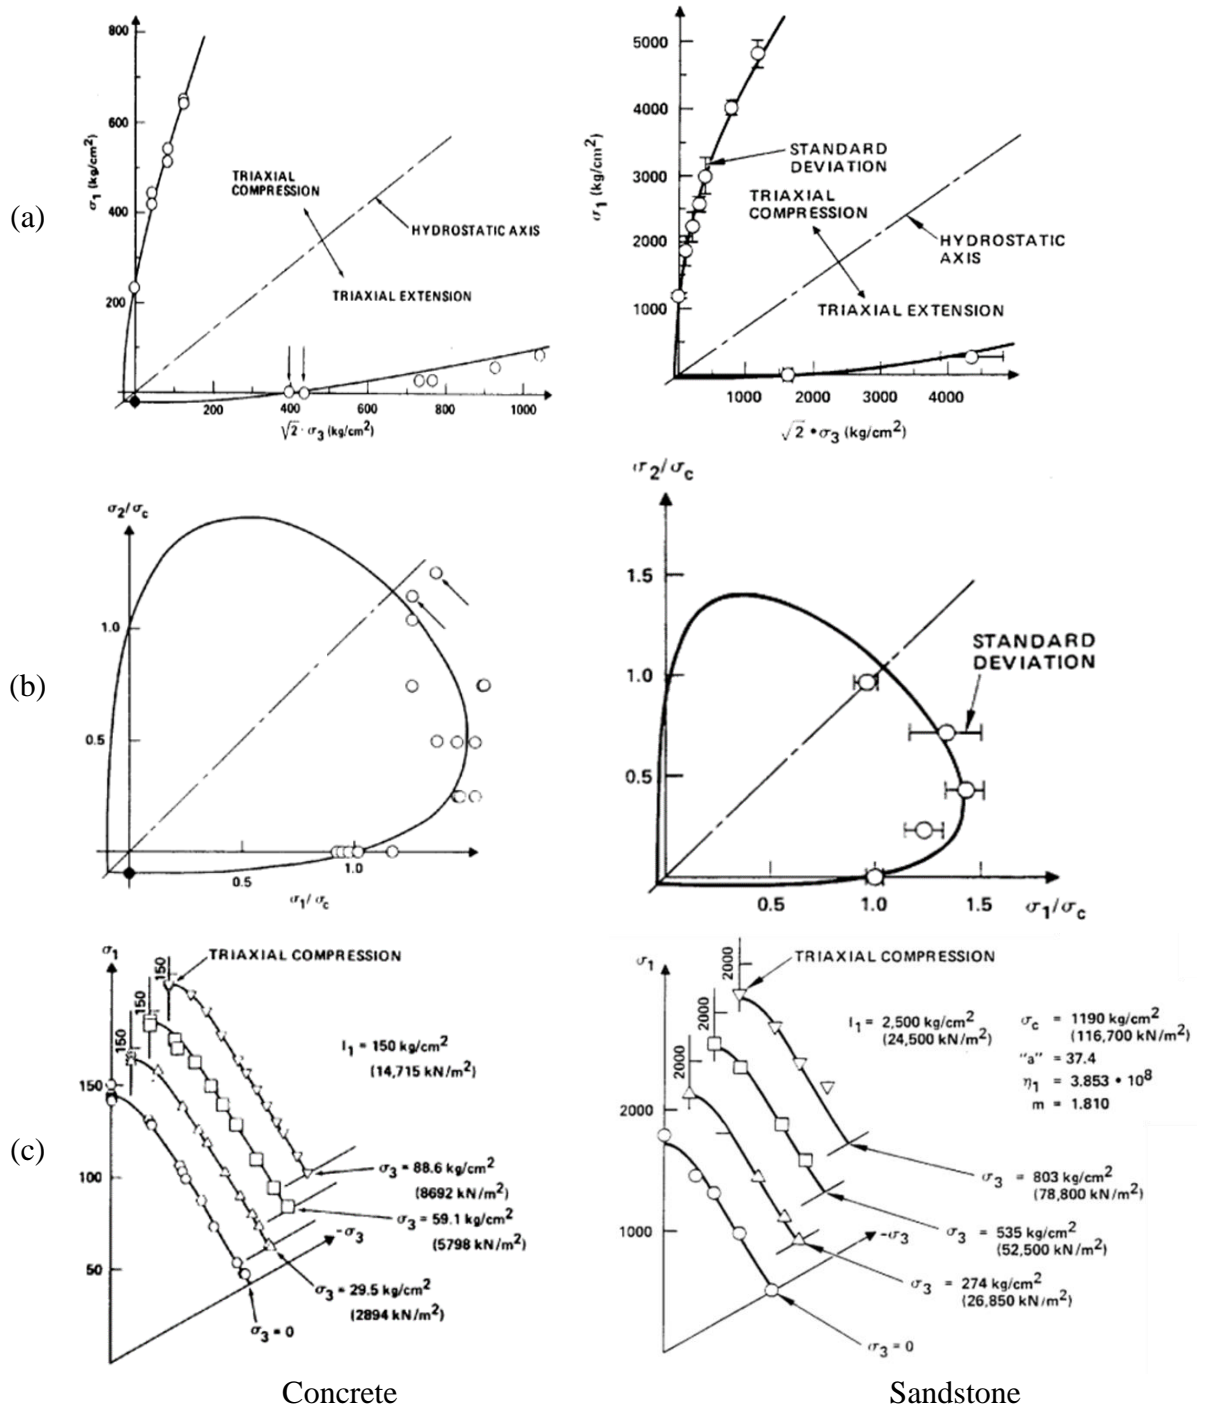 (a)
800
600
400
200
σ₁ (kg/cm²)
TRIAXIAL
COMPRESSION
HYDROSTATIC AXIS
TRIAXIAL EXTENSION
200
400
600
800
1000
√2 · σ₃ (kg/cm²)
5000
4000
3000
2000
1000
σ₁ (kg/cm²)
STANDARD
DEVIATION
TRIAXIAL
COMPRESSION
HYDROSTATIC
AXIS
TRIAXIAL EXTENSION
1000
2000
3000
4000
√2 • σ₃ (kg/cm²)
(b)
σ₂/σc
1.0
0.5
0.5
1.0
σ₁/σc
σ₂/σc
1.5
1.0
0.5
STANDARD
DEVIATION
0.5
1.0
1.5
σ₁/σc
(c)
σ₁
150
150
150
TRIAXIAL COMPRESSION
I₁ = 150 kg/cm²
(14,715 kN/m²)
150
100
50
σ₃ = 88.6 kg/cm²
(8692 kN/m²)
σ₃ = 59.1 kg/cm²
(5798 kN/m²)
-σ₃
σ₃ = 29.5 kg/cm²
(2894 kN/m²)
σ₃ = 0
σ₁
2000
2000
2000
TRIAXIAL COMPRESSION
I₁ = 2,500 kg/cm²
(24,500 kN/m²)
σc = 1190 kg/cm²
(116,700 kN/m²)
"a" = 37.4
η₁ = 3.853 • 10⁸
m = 1.810
2000
1000
σ₃ = 803 kg/cm²
(78,800 kN/m²)
-σ₃
σ₃ = 535 kg/cm²
(52,500 kN/m²)
σ₃ = 274 kg/cm²
(26,850 kN/m²)
σ₃ = 0
Concrete
Sandstone